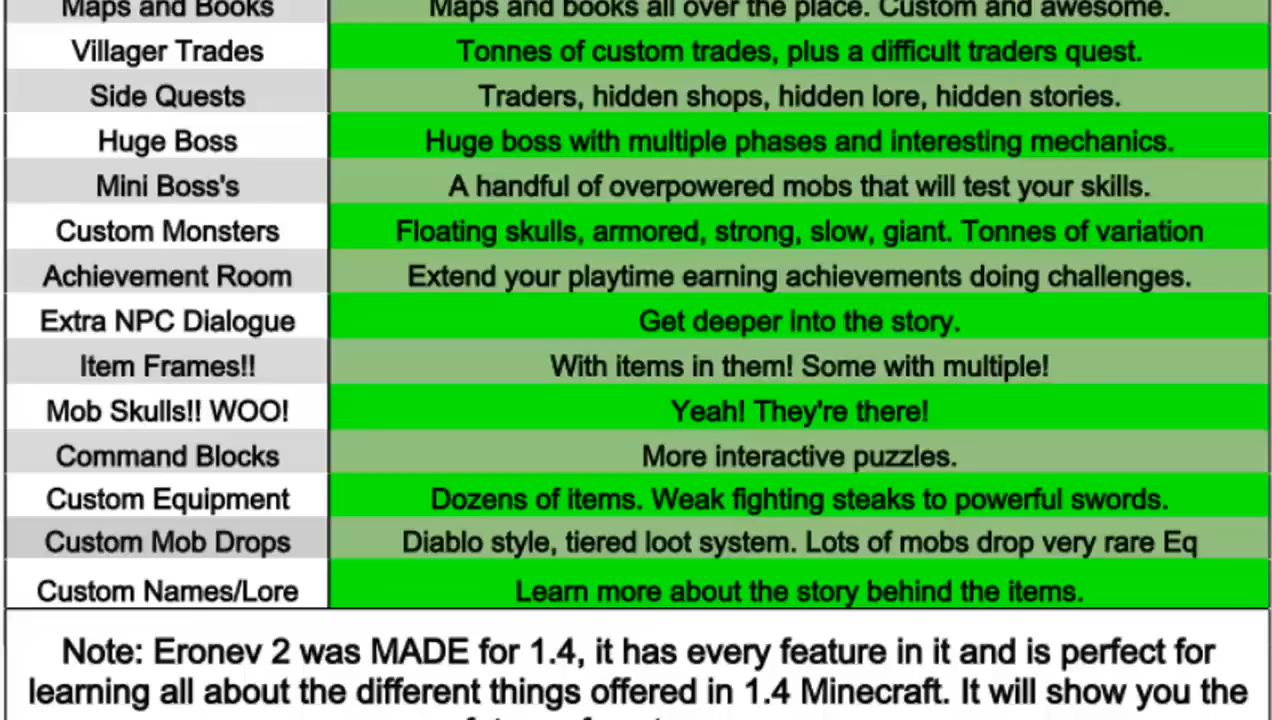 Maps and Books Maps and books all over the place. Custom and awesome.
Villager Trades Tonnes of custom trades, plus a difficult traders quest.
Side Quests Traders, hidden shops, hidden lore, hidden stories.
Huge Boss Huge boss with multiple phases and interesting mechanics.
Mini Boss's A handful of overpowered mobs that will test your skills.
Custom Monsters Floating skulls, armored, strong, slow, giant. Tonnes of variation
Achievement Room Extend your playtime earning achievements doing challenges.
Extra NPC Dialogue Get deeper into the story.
Item Frames!! With items in them! Some with multiple!
Mob Skulls!! WOO! Yeah! They're there!
Command Blocks More interactive puzzles.
Custom Equipment Dozens of items. Weak fighting steaks to powerful swords.
Custom Mob Drops Diablo style, tiered loot system. Lots of mobs drop very rare Eq
Custom Names/Lore Learn more about the story behind the items.
Note: Eronev 2 was MADE for 1.4, it has every feature in it and is perfect for
learning all about the different things offered in 1.4 Minecraft. It will show you the